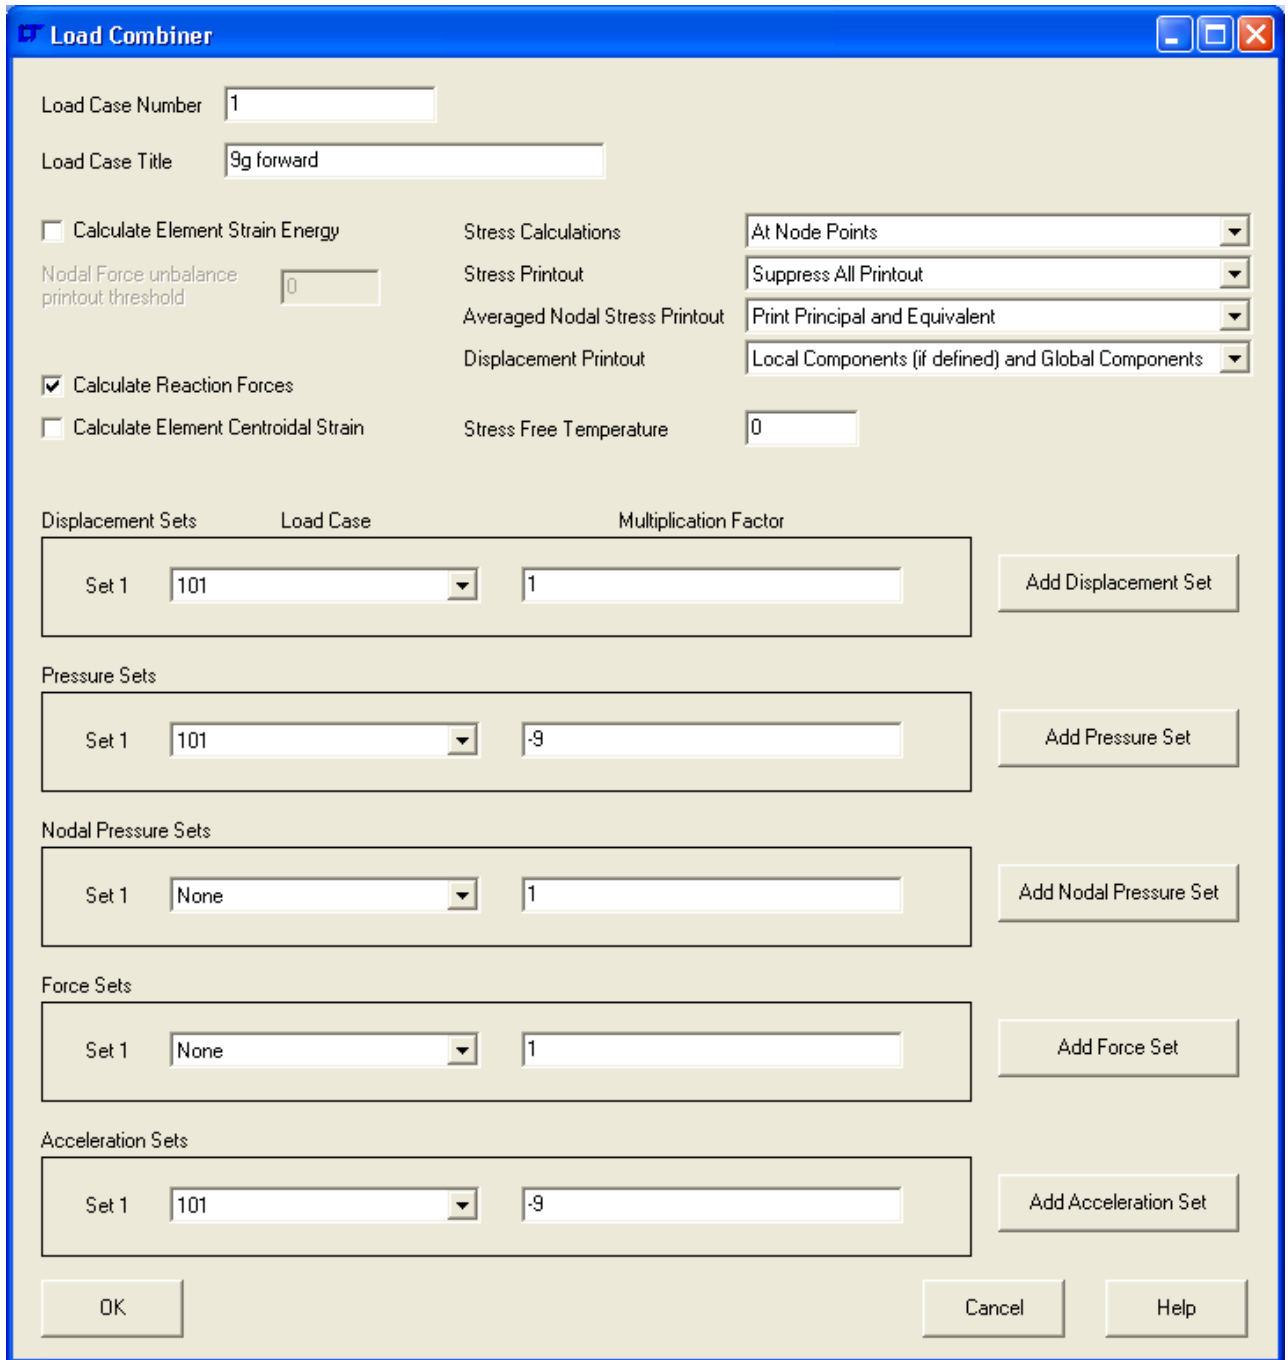 Load Combiner
Load Case Number 1
Load Case Title 9g forward
Calculate Element Strain Energy
Nodal Force unbalance
printout threshold 0
Calculate Reaction Forces
Calculate Element Centroidal Strain
Stress Calculations At Node Points
Stress Printout Suppress All Printout
Averaged Nodal Stress Printout Print Principal and Equivalent
Displacement Printout Local Components (if defined) and Global Components
Stress Free Temperature 0
Displacement Sets Load Case Multiplication Factor
Set 1 101 1 Add Displacement Set
Pressure Sets
Set 1 101 -9 Add Pressure Set
Nodal Pressure Sets
Set 1 None 1 Add Nodal Pressure Set
Force Sets
Set 1 None 1 Add Force Set
Acceleration Sets
Set 1 101 -9 Add Acceleration Set
OK Cancel Help